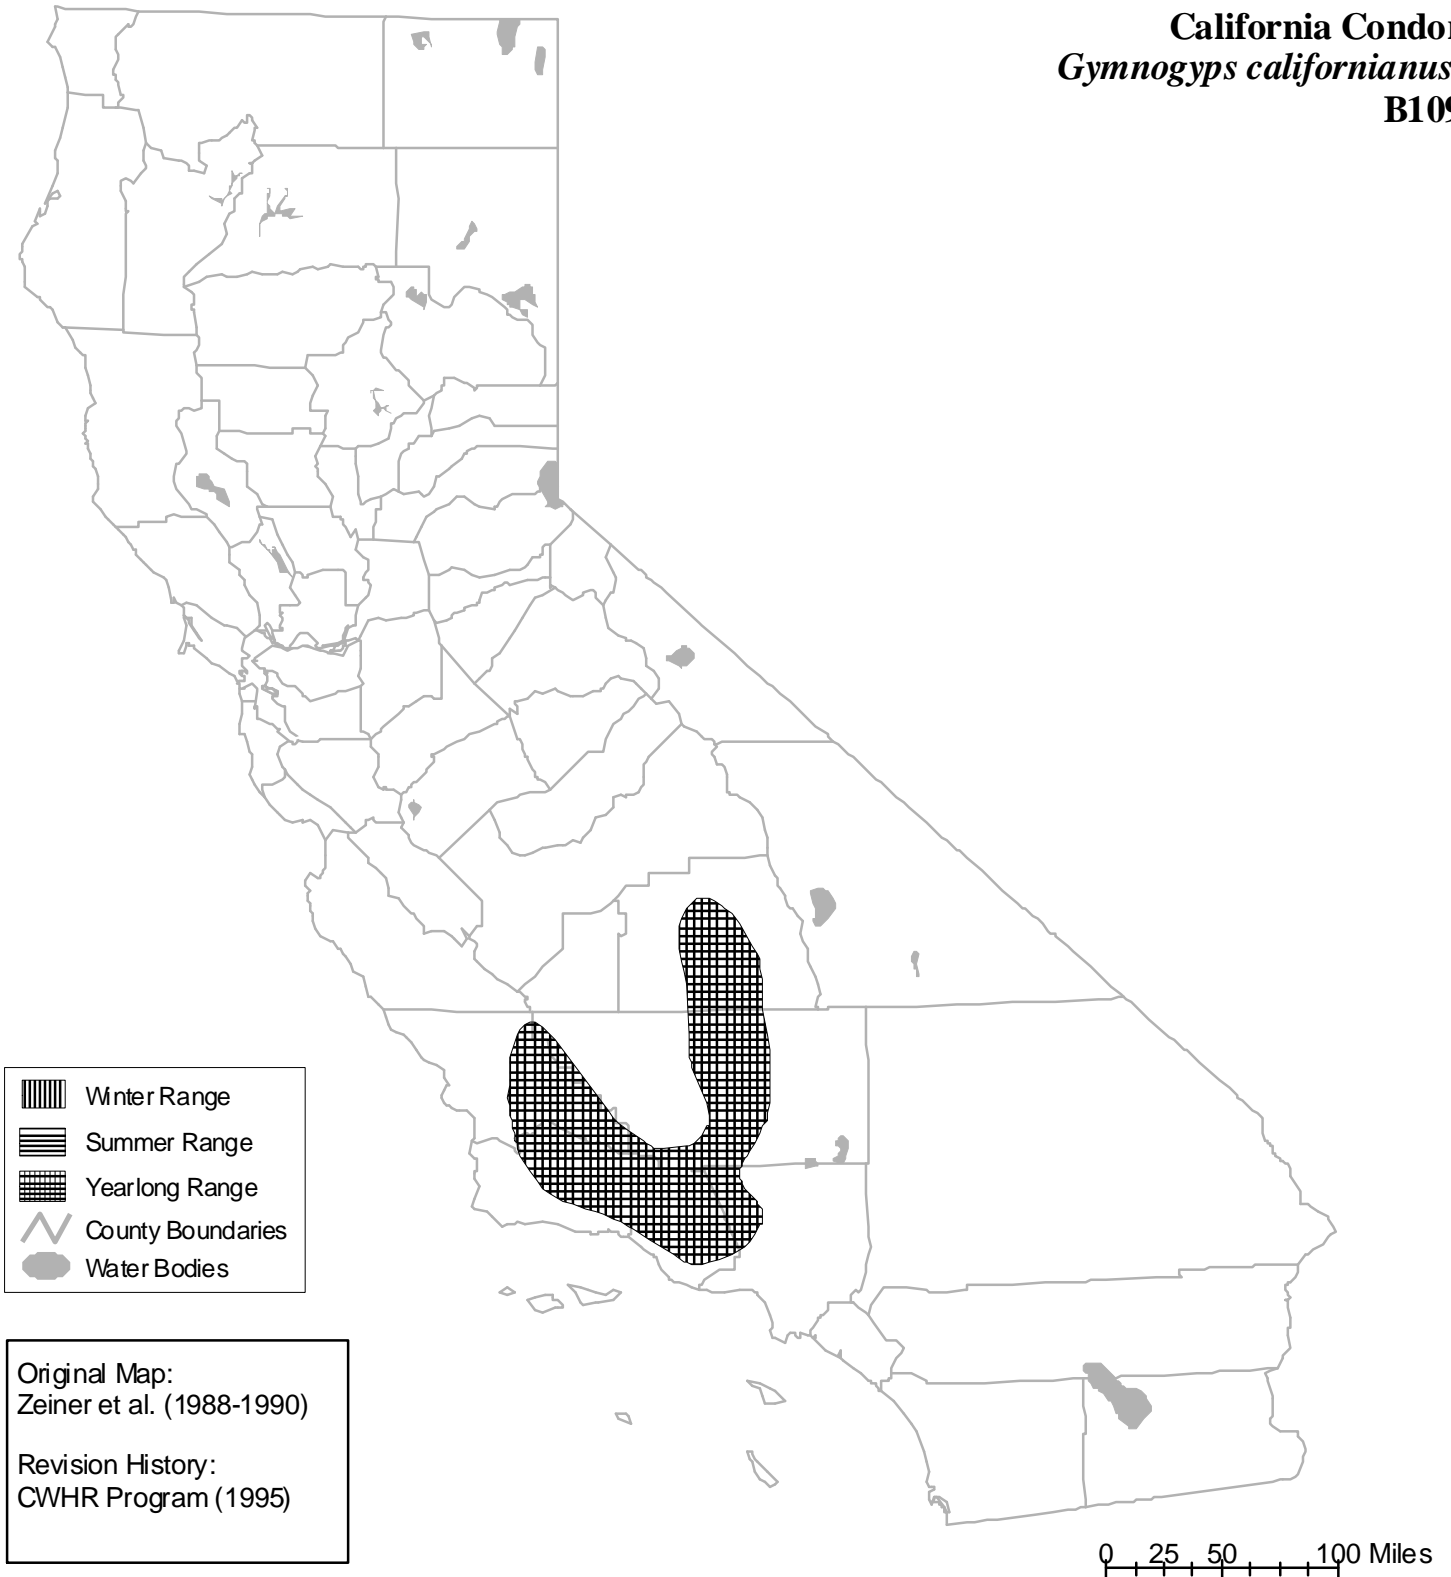 California Condor
Gymnogyps californianus
B109
Winter Range
Summer Range
Yearlong Range
County Boundaries
Water Bodies
Original Map:
Zeiner et al. (1988-1990)
Revision History:
CWHR Program (1995)
0 25 50 100 Miles